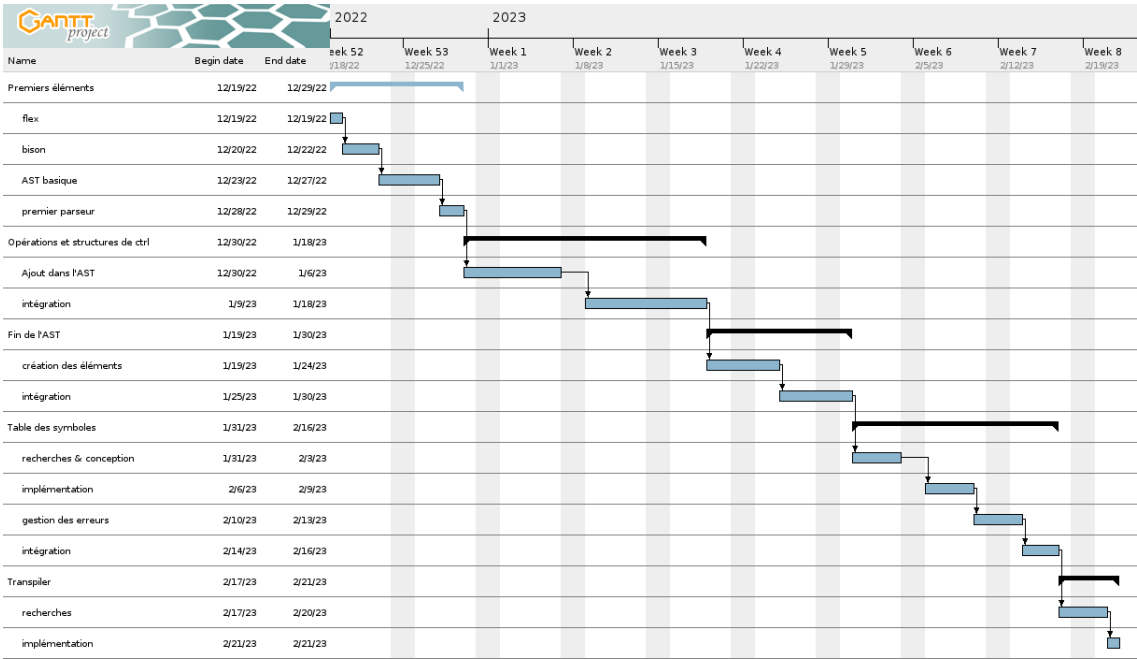 GANTT project
2022 2023
eek 52 Week 53 Week 1 Week 2 Week 3 Week 4 Week 5 Week 6 Week 7 Week 8
Name Begin date End date /18/22 12/25/22 1/1/23 1/8/23 1/15/23 1/22/23 1/29/23 2/5/23 2/12/23 2/19/23
Premiers éléments 12/19/22 12/29/22
flex 12/19/22 12/19/22
bison 12/20/22 12/22/22
AST basique 12/23/22 12/27/22
premier parseur 12/28/22 12/29/22
Opérations et structures de ctrl 12/30/22 1/18/23
Ajout dans l'AST 12/30/22 1/6/23
intégration 1/9/23 1/18/23
Fin de l'AST 1/19/23 1/30/23
création des éléments 1/19/23 1/24/23
intégration 1/25/23 1/30/23
Table des symboles 1/31/23 2/16/23
recherches & conception 1/31/23 2/3/23
implémentation 2/6/23 2/9/23
gestion des erreurs 2/10/23 2/13/23
intégration 2/14/23 2/16/23
Transpiler 2/17/23 2/21/23
recherches 2/17/23 2/20/23
implémentation 2/21/23 2/21/23